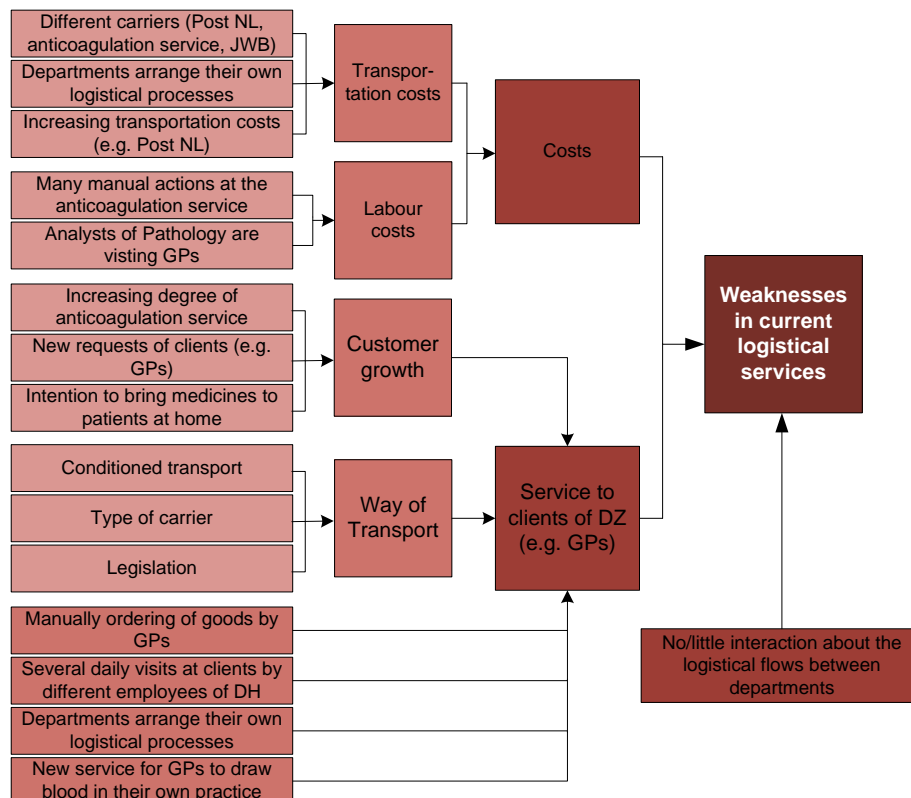 Different carriers (Post NL,
anticoagulation service, JWB)
Departments arrange their own
logistical processes
Increasing transportation costs
(e.g. Post NL)
Many manual actions at the
anticoagulation service
Analysts of Pathology are
visting GPs
Increasing degree of
anticoagulation service
New requests of clients (e.g.
GPs)
Intention to bring medicines to
patients at home
Conditioned transport
Type of carrier
Legislation
Manually ordering of goods by
GPs
Several daily visits at clients by
different employees of DH
Departments arrange their own
logistical processes
New service for GPs to draw
blood in their own practice
Transpor-
tation costs
Labour
costs
Customer
growth
Way of
Transport
Costs
Service to
clients of DZ
(e.g. GPs)
Weaknesses
in current
logistical
services
No/little interaction about the
logistical flows between
departments